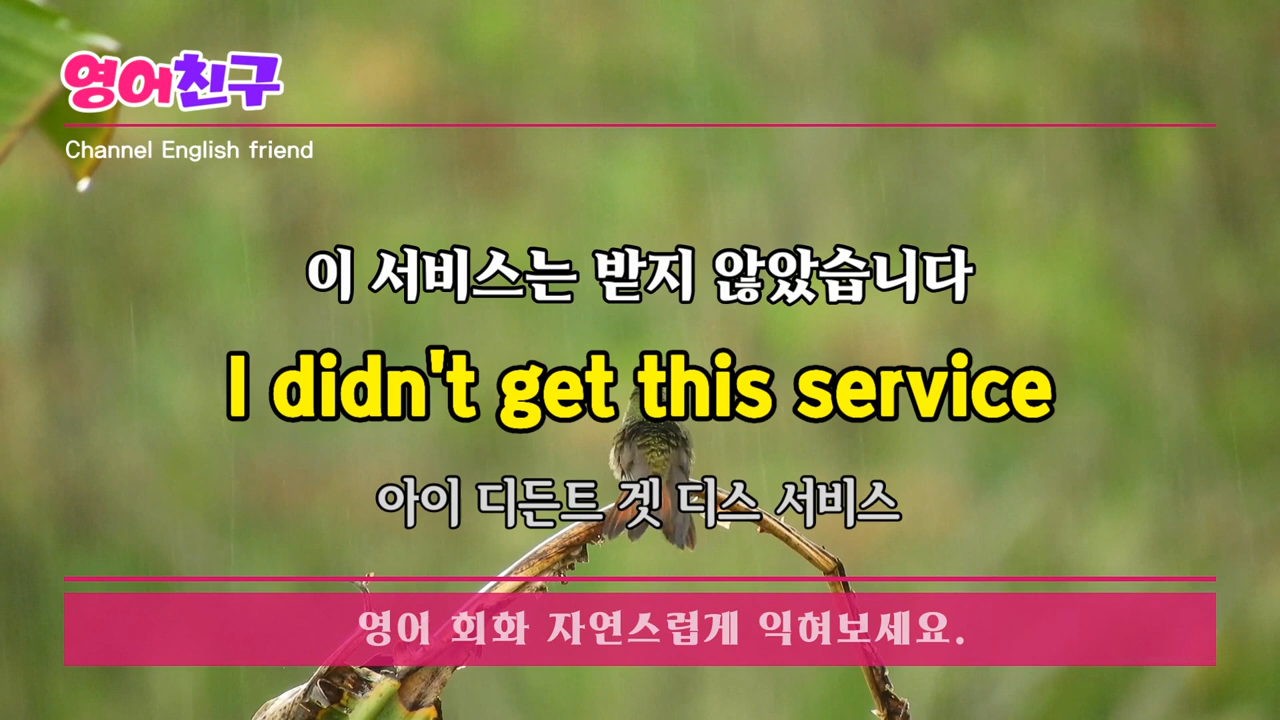 영어친구
Channel English friend
이 서비스는 받지 않았습니다
I didn't get this service
아이 디든트 겟 디스 서비스
영어 회화 자연스럽게 익혀보세요.